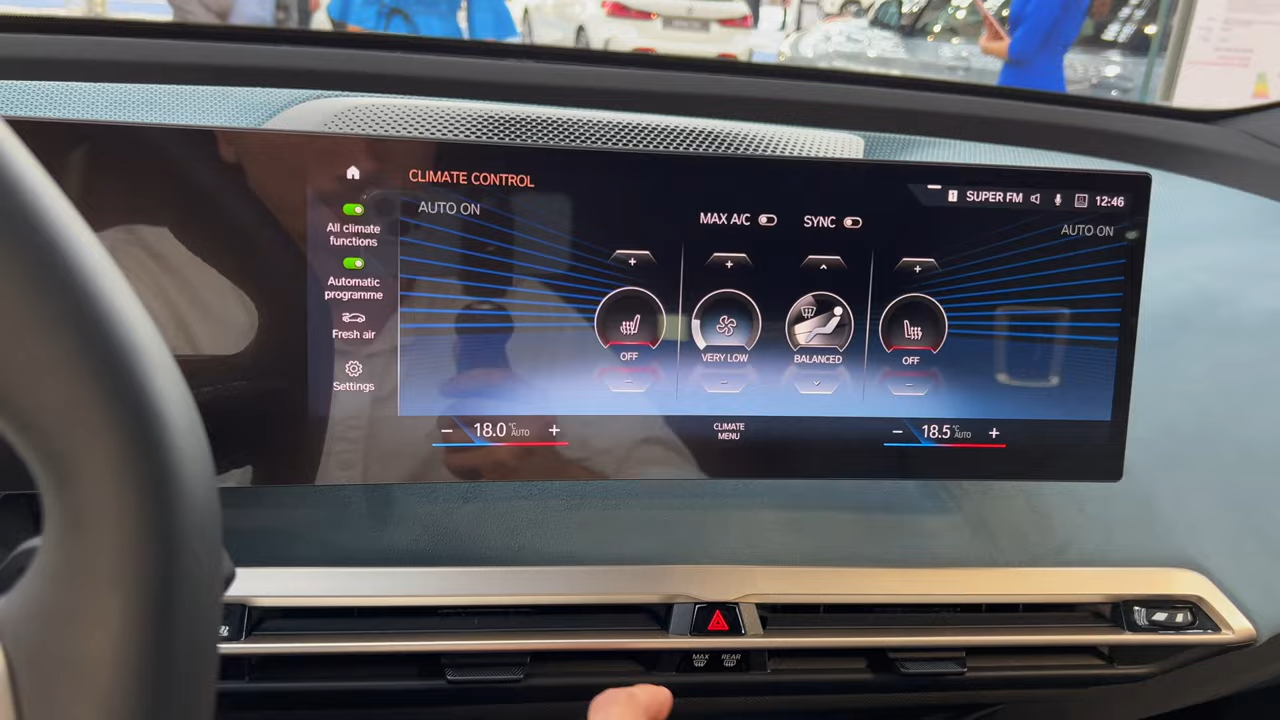 CLIMATE CONTROL
AUTO ON
1 SUPER FM 12:46
AUTO ON
All climate
functions
Automatic
programme
Fresh air
Settings
MAX A/C
SYNC
+ + +
OFF
VERY LOW
BALANCED
OFF
− − −
− 18.0 °C AUTO +
CLIMATE
MENU
− 18.5 °C AUTO +
MAX REAR